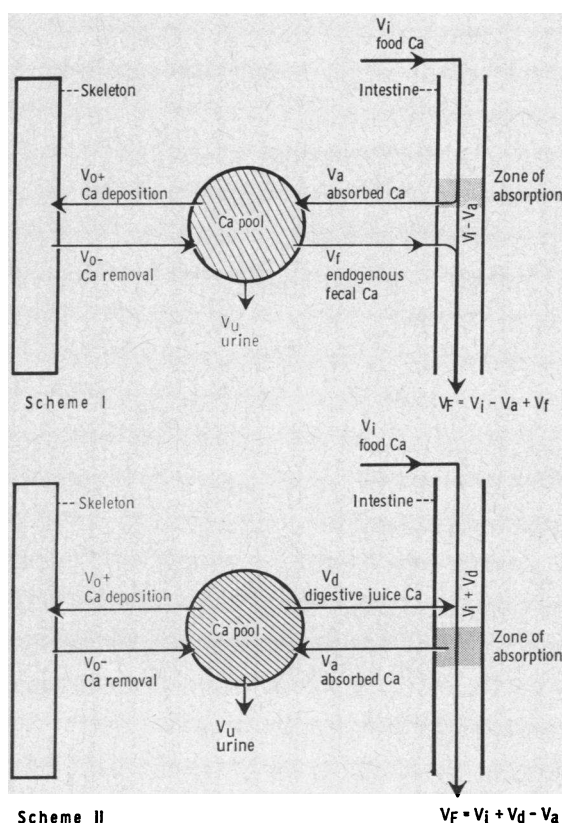 Vi
food Ca
Skeleton
Intestine
Vo+
Ca deposition
Va
absorbed Ca
Zone of
absorption
Ca pool
Vi - Va
Vo-
Ca removal
Vf
endogenous
fecal Ca
Vu
urine
Scheme I
VF = Vi - Va + Vf
Vi
food Ca
Skeleton
Intestine
Vo+
Ca deposition
Vd
digestive juice Ca
Vi + Vd
Ca pool
Zone of
absorption
Vo-
Ca removal
Va
absorbed Ca
Vu
urine
Scheme II
VF = Vi + Vd - Va